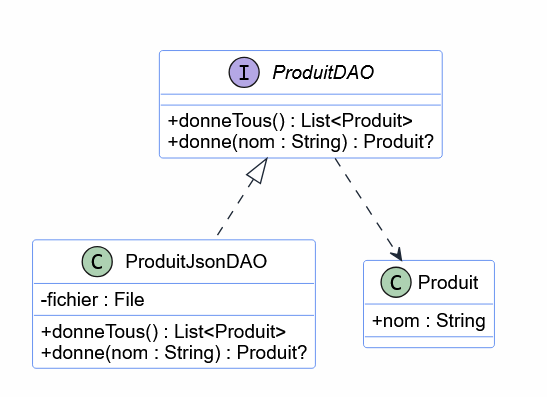 I ProduitDAO
+donneTous() : List<Produit>
+donne(nom : String) : Produit?
C ProduitJsonDAO
-fichier : File
+donneTous() : List<Produit>
+donne(nom : String) : Produit?
C Produit
+nom : String